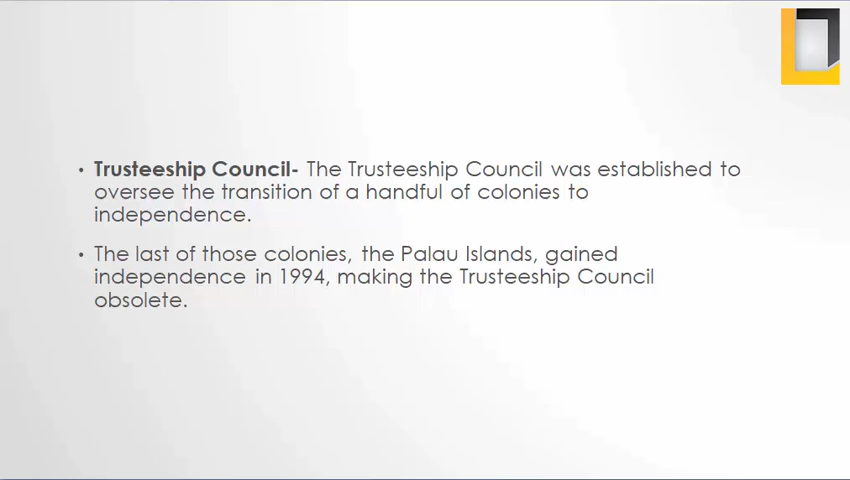 • Trusteeship Council- The Trusteeship Council was established to
oversee the transition of a handful of colonies to
independence.
• The last of those colonies, the Palau Islands, gained
independence in 1994, making the Trusteeship Council
obsolete.